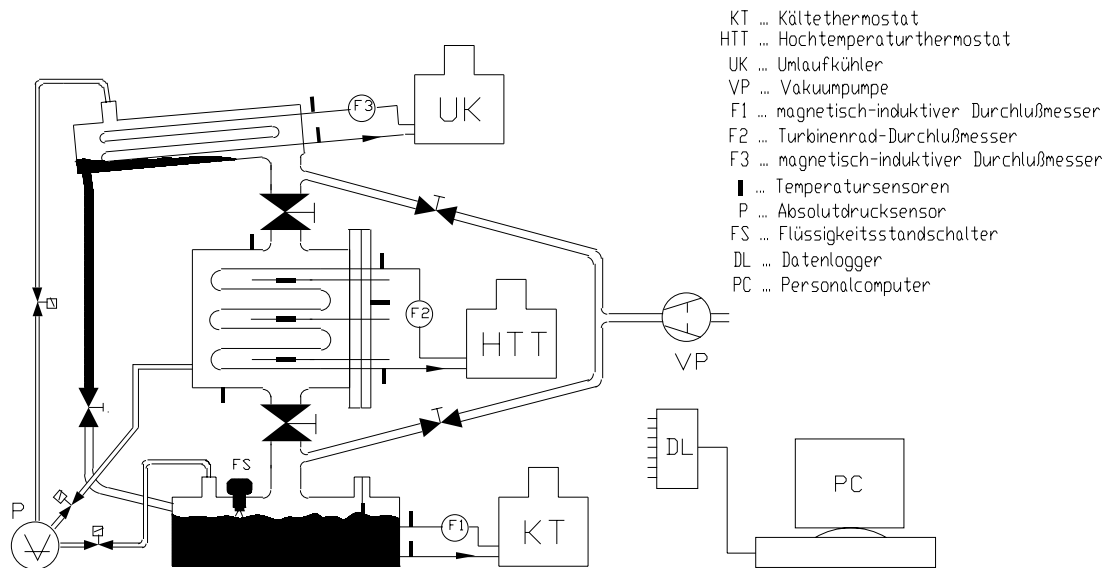 KT ... Kältethermostat
HTT ... Hochtemperaturthermostat
UK ... Umlaufkühler
VP ... Vakuumpumpe
F1 ... magnetisch-induktiver Durchlußmesser
F2 ... Turbinenrad-Durchlußmesser
F3 ... magnetisch-induktiver Durchlußmesser
... Temperatursensoren
P ... Absolutdrucksensor
FS ... Flüssigkeitsstandschalter
DL ... Datenlogger
PC ... Personalcomputer
F3
UK
F2
HTT
VP
FS
P
F1
KT
DL
PC